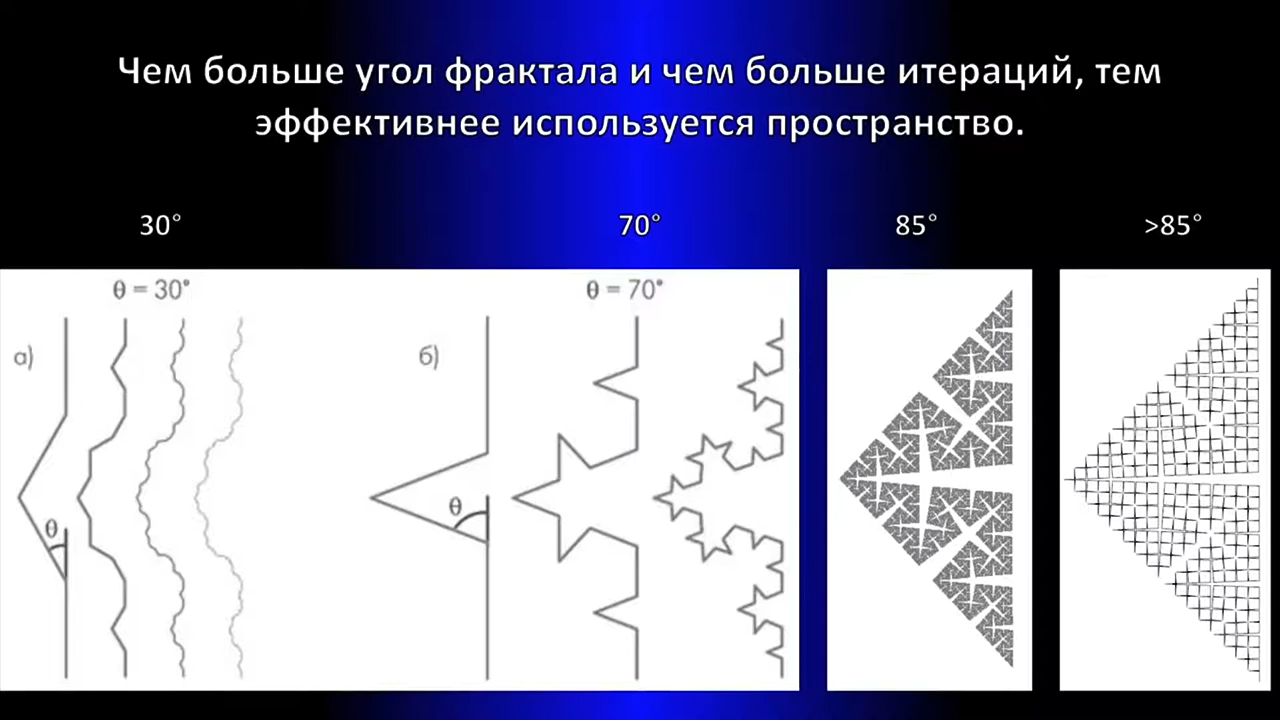 Чем больше угол фрактала и чем больше итераций, тем
эффективнее используется пространство.
30°
70°
85°
>85°
θ = 30°
θ = 70°
а)
б)
θ
θ